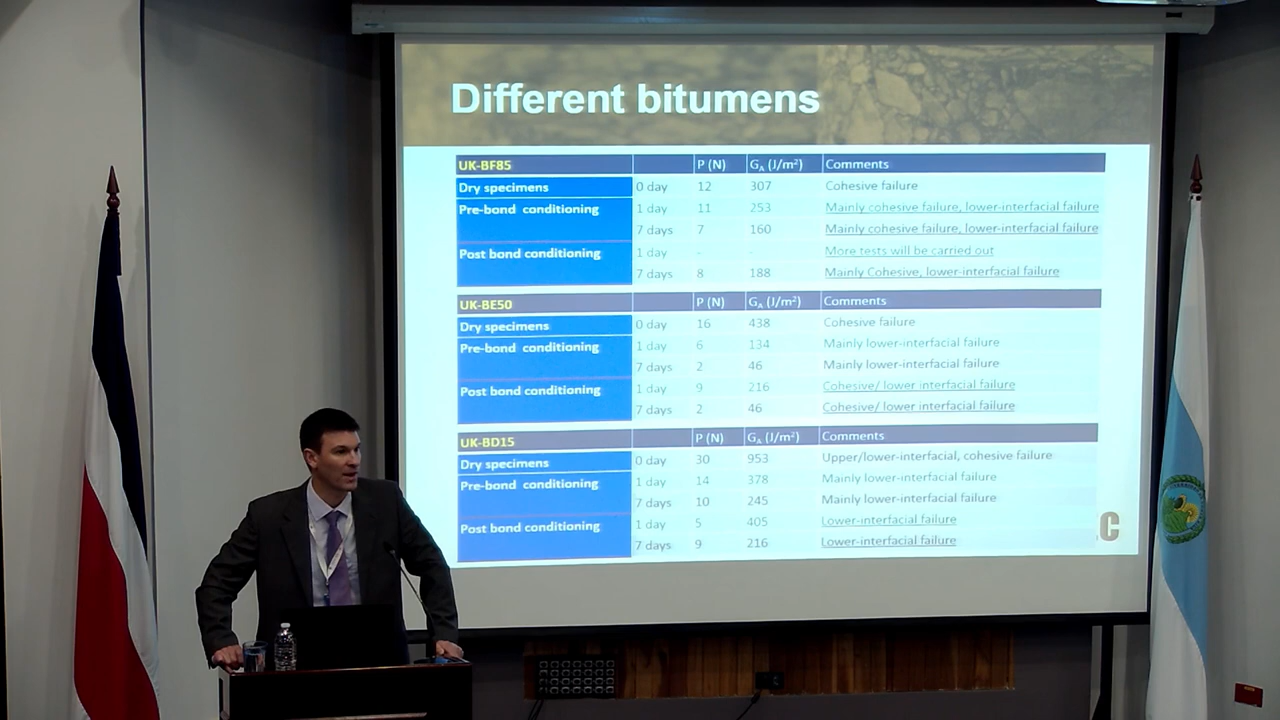 Different bitumens
UK-BF85 P (N) G_A (J/m²) Comments
Dry specimens 0 day 12 307 Cohesive failure
Pre-bond conditioning 1 day 11 253 Mainly cohesive failure, lower-interfacial failure
7 days 7 160 Mainly cohesive failure, lower-interfacial failure
Post bond conditioning 1 day - - More tests will be carried out
7 days 8 188 Mainly Cohesive, lower-interfacial failure
UK-BE50 P (N) G_A (J/m²) Comments
Dry specimens 0 day 16 438 Cohesive failure
Pre-bond conditioning 1 day 6 134 Mainly lower-interfacial failure
7 days 2 46 Mainly lower-interfacial failure
Post bond conditioning 1 day 9 216 Cohesive/ lower interfacial failure
7 days 2 46 Cohesive/ lower interfacial failure
UK-BD15 P (N) G_A (J/m²) Comments
Dry specimens 0 day 30 953 Upper/lower-interfacial, cohesive failure
Pre-bond conditioning 1 day 14 378 Mainly lower-interfacial failure
7 days 10 245 Mainly lower-interfacial failure
Post bond conditioning 1 day 5 405 Lower-interfacial failure
7 days 9 216 Lower-interfacial failure